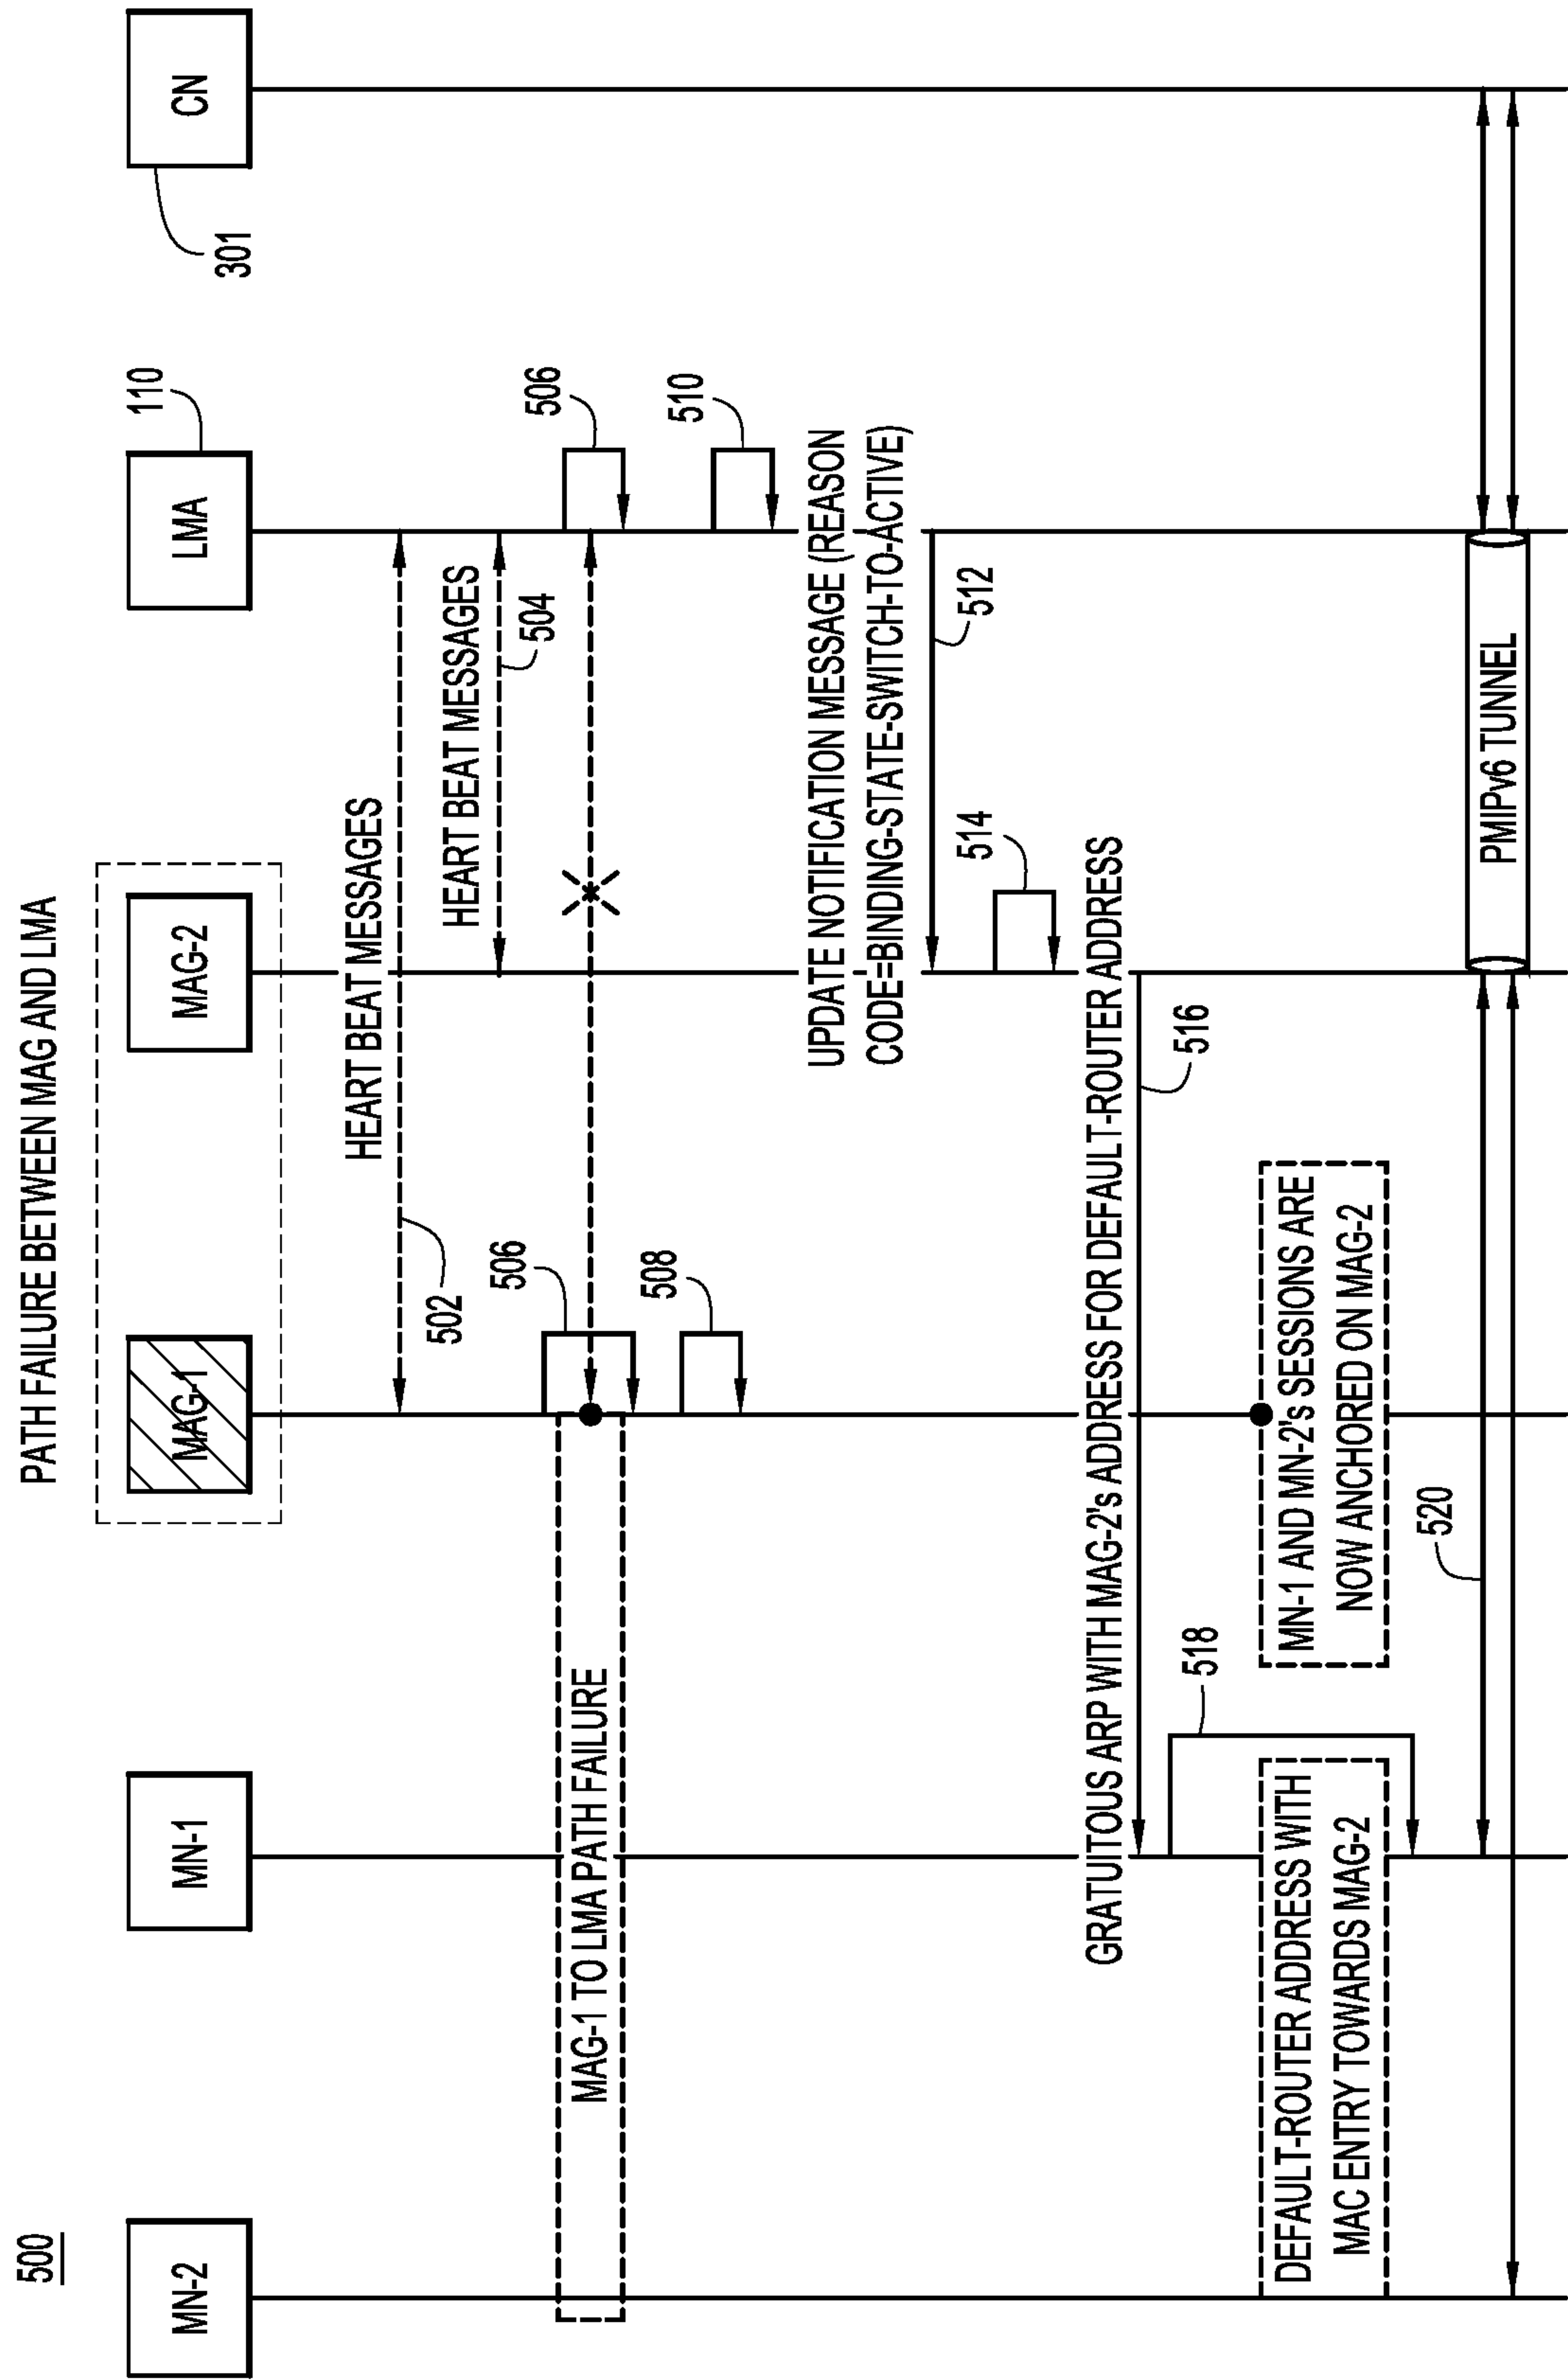 500
PATH FAILURE BETWEEN MAG AND LMA
MN-2
MN-1
MAG-1
MAG-2
LMA
110
CN
301
HEART BEAT MESSAGES
502
HEART BEAT MESSAGES
504
MAG-1 TO LMA PATH FAILURE
506
506
508
510
UPDATE NOTIFICATION MESSAGE (REASON
CODE=BINDING-STATE-SWITCH-TO-ACTIVE)
512
514
GRATUITOUS ARP WITH MAG-2's ADDRESS FOR DEFAULT-ROUTER ADDRESS
516
518
DEFAULT-ROUTER ADDRESS WITH
MAC ENTRY TOWARDS MAG-2
MN-1 AND MN-2's SESSIONS ARE
NOW ANCHORED ON MAG-2
520
PMIPv6 TUNNEL